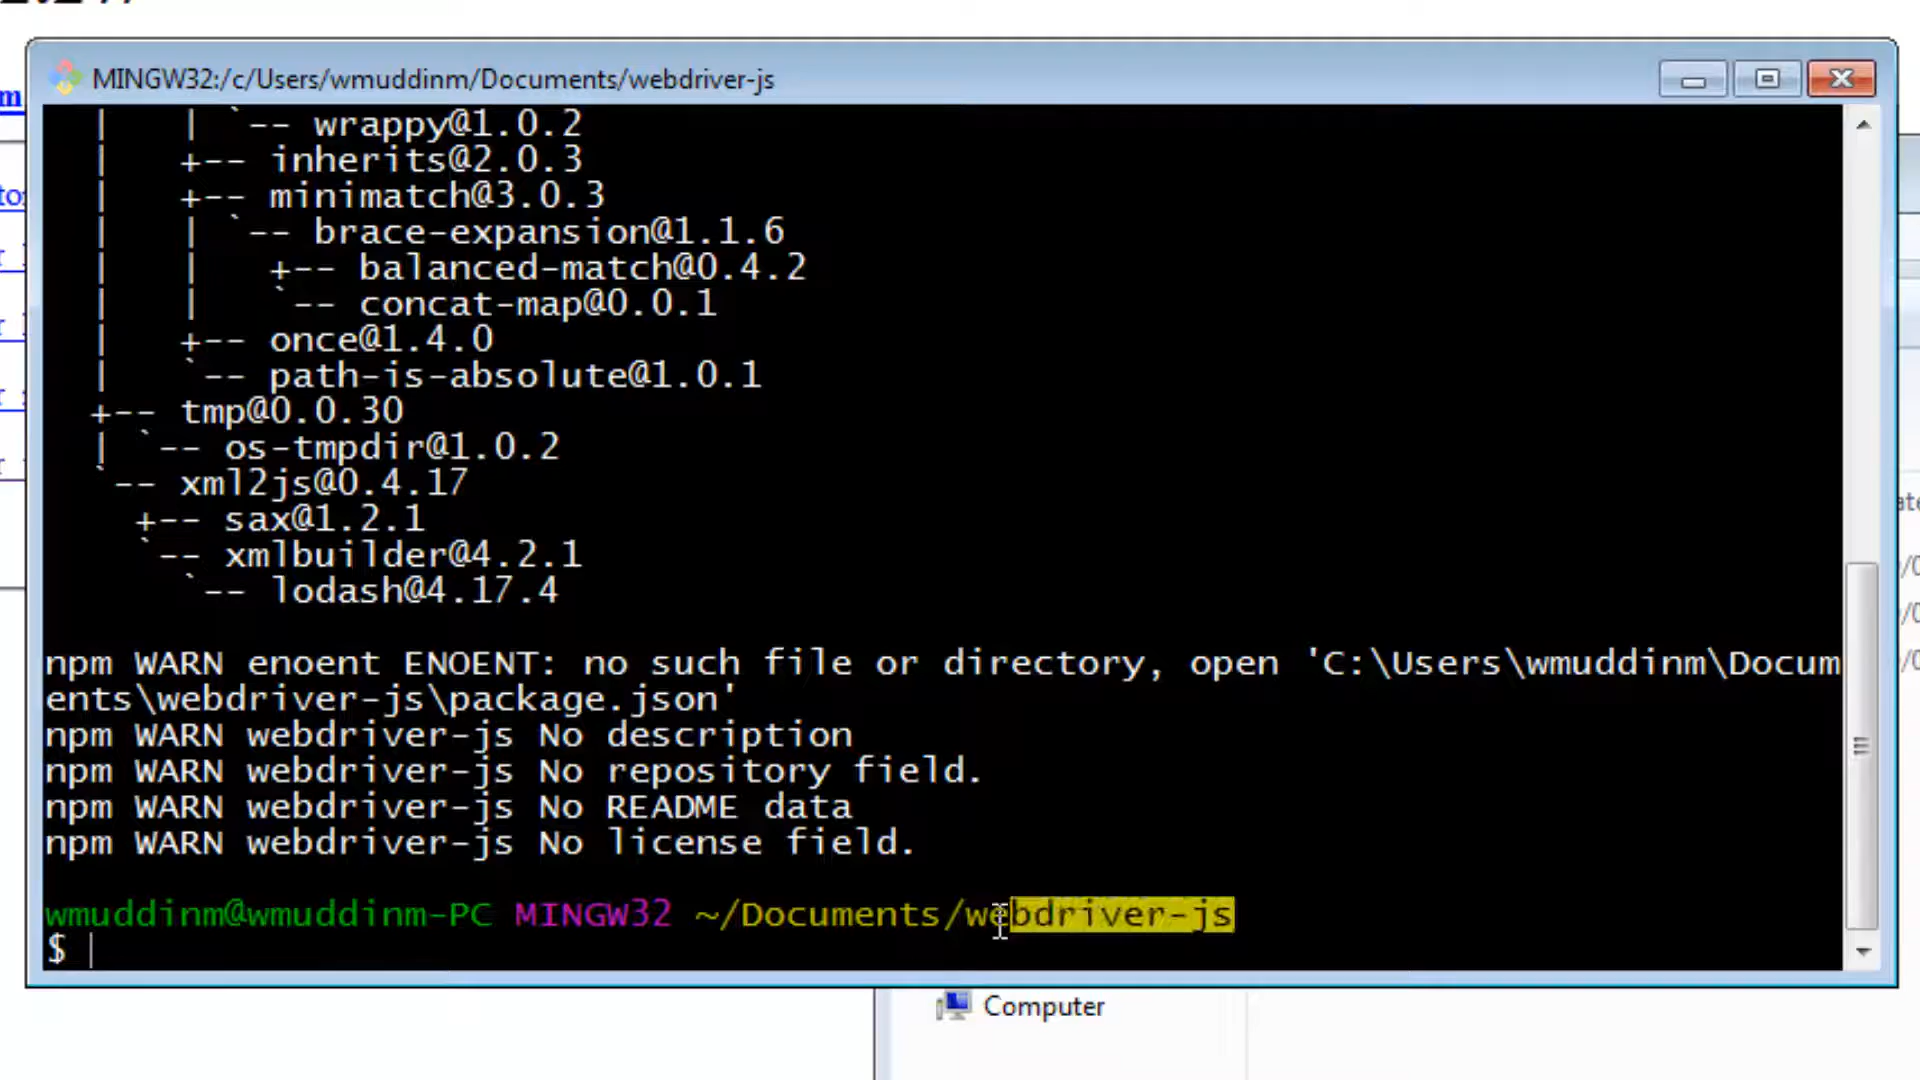 MINGW32:/c/Users/wmuddinm/Documents/webdriver-js
|   | `-- wrappy@1.0.2
|   +-- inherits@2.0.3
|   +-- minimatch@3.0.3
|   | `-- brace-expansion@1.1.6
|   |   +-- balanced-match@0.4.2
|   |   `-- concat-map@0.0.1
|   +-- once@1.4.0
|   `-- path-is-absolute@1.0.1
+-- tmp@0.0.30
| `-- os-tmpdir@1.0.2
`-- xml2js@0.4.17
  +-- sax@1.2.1
  `-- xmlbuilder@4.2.1
    `-- lodash@4.17.4
npm WARN enoent ENOENT: no such file or directory, open 'C:\Users\wmuddinm\Docum
ents\webdriver-js\package.json'
npm WARN webdriver-js No description
npm WARN webdriver-js No repository field.
npm WARN webdriver-js No README data
npm WARN webdriver-js No license field.
wmuddinm@wmuddinm-PC MINGW32 ~/Documents/webdriver-js
$
Computer